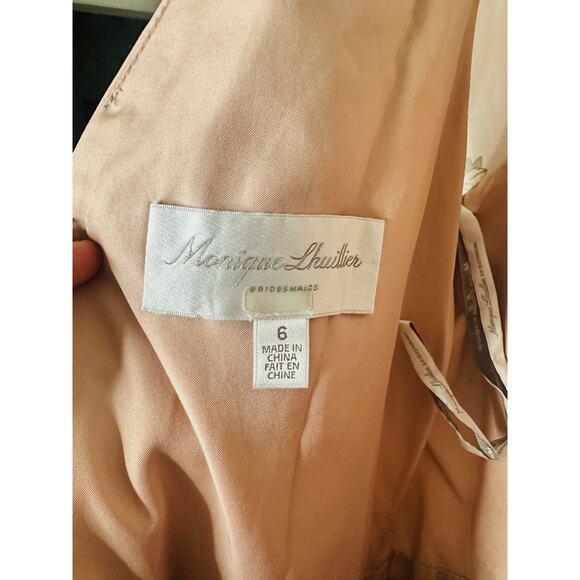 Monique Lhuillier
BRIDESMAIDS
6
MADE IN
CHINA
FAIT EN
CHINE